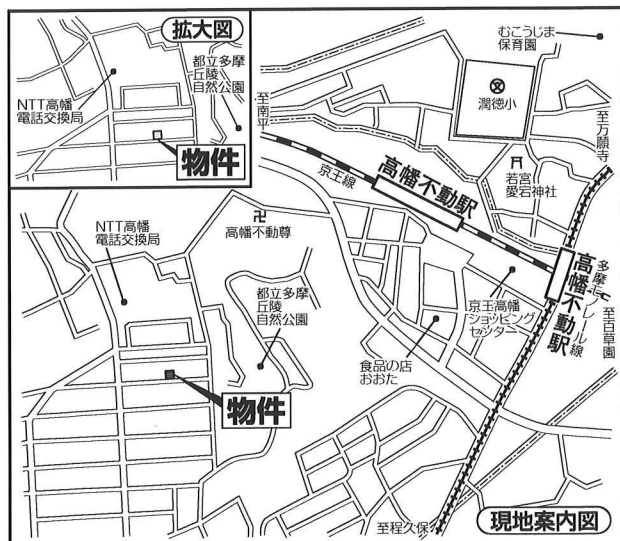 拡大図
都立多摩
丘陵
自然公園
NTT高幡
電話交換局
物件
むこうじま
保育園
潤徳小
至南平
至万願寺
京王線
高幡不動駅
若宮
愛宕神社
NTT高幡
電話交換局
高幡不動尊
都立多摩
丘陵
自然公園
京王高幡
ショッピング
センター
高幡不動駅
多摩モノレール線
至百草園
食品の店
おおた
物件
至程久保
現地案内図